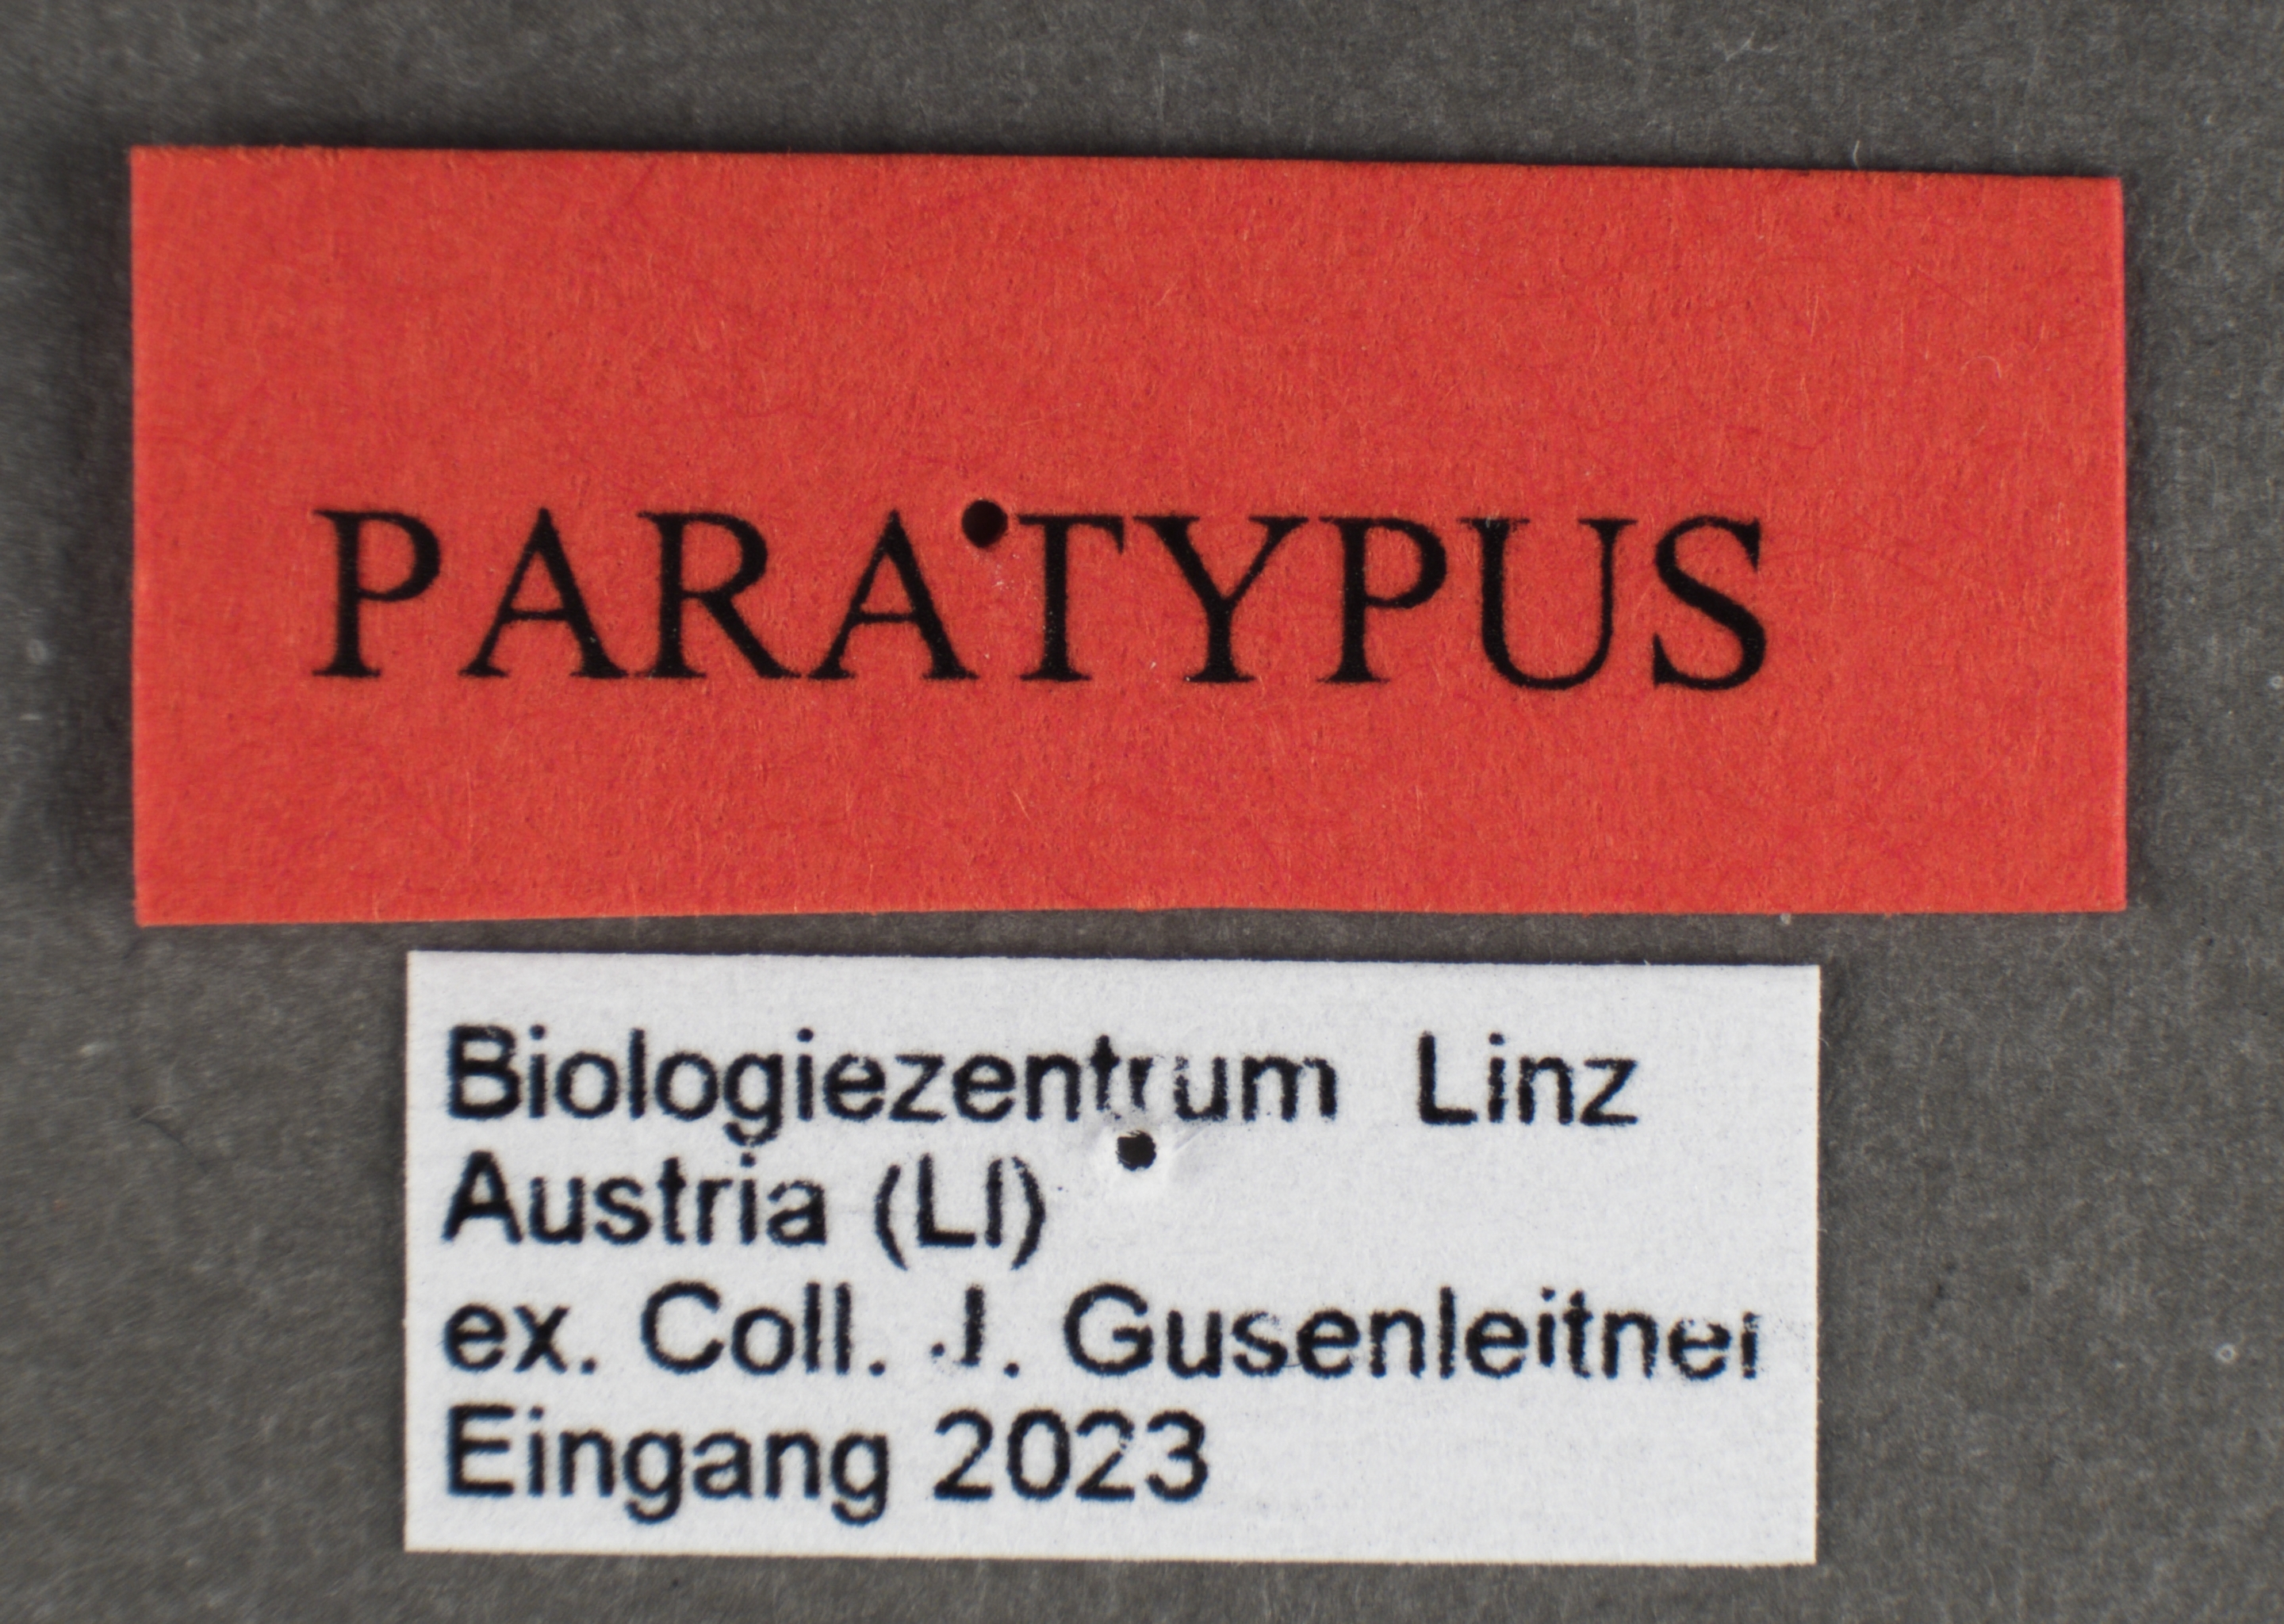 PARATYPUS
Biologiezentrum Linz
Austria (LI)
ex. Coll. J. Gusenleitner
Eingang 2023